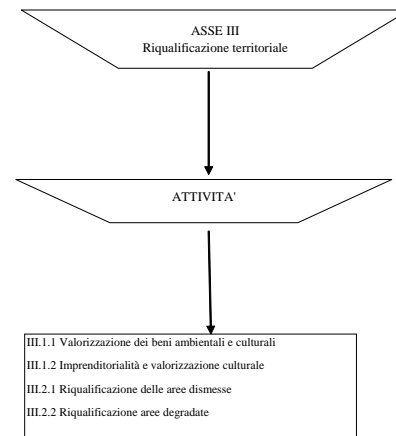 ASSE III
Riqualificazione territoriale
ATTIVITA'
III.1.1 Valorizzazione dei beni ambientali e culturali
III.1.2 Imprenditorialità e valorizzazione culturale
III.2.1 Riqualificazione delle aree dismesse
III.2.2 Riqualificazione aree degradate